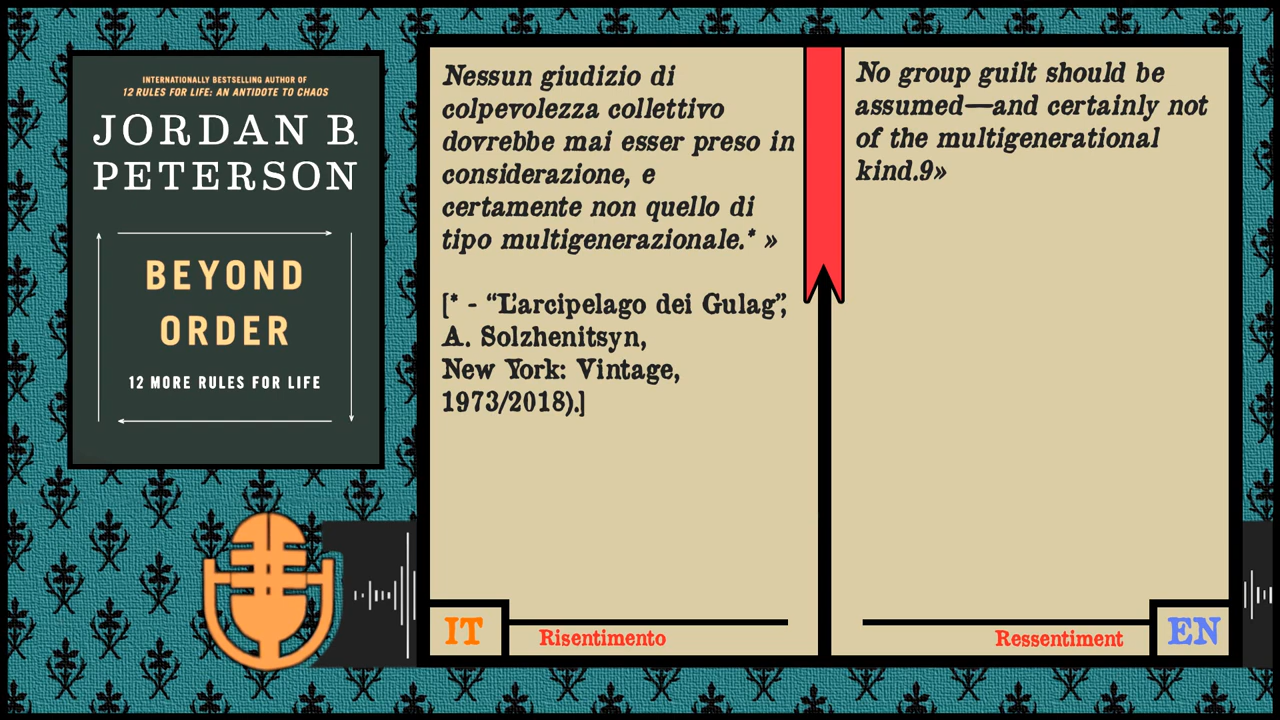 INTERNATIONALLY BESTSELLING AUTHOR OF
12 RULES FOR LIFE: AN ANTIDOTE TO CHAOS
JORDAN B.
PETERSON
BEYOND
ORDER
12 MORE RULES FOR LIFE
Nessun giudizio di
colpevolezza collettivo
dovrebbe mai esser preso in
considerazione, e
certamente non quello di
tipo multigenerazionale.* »
[* - “L'arcipelago dei Gulag”,
A. Solzhenitsyn,
New York: Vintage,
1973/2018).]
IT
Risentimento
No group guilt should be
assumed—and certainly not
of the multigenerational
kind.9»
Ressentiment
EN